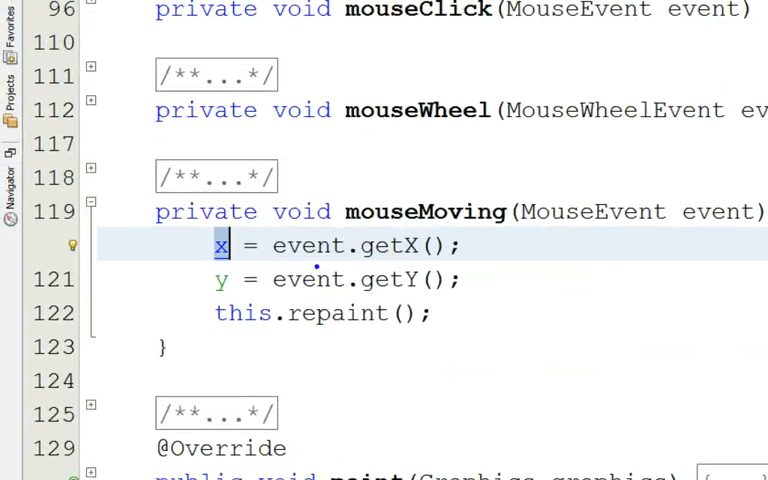 Favorites
Projects
Navigator
96 private void mouseClick(MouseEvent event)
110
111 /**...*/
112 private void mouseWheel(MouseWheelEvent ev
117
118 /**...*/
119 private void mouseMoving(MouseEvent event)
x = event.getX();
121 y = event.getY();
122 this.repaint();
123 }
124
125 /**...*/
129 @Override
public void paint(Graphics graphics) {...}